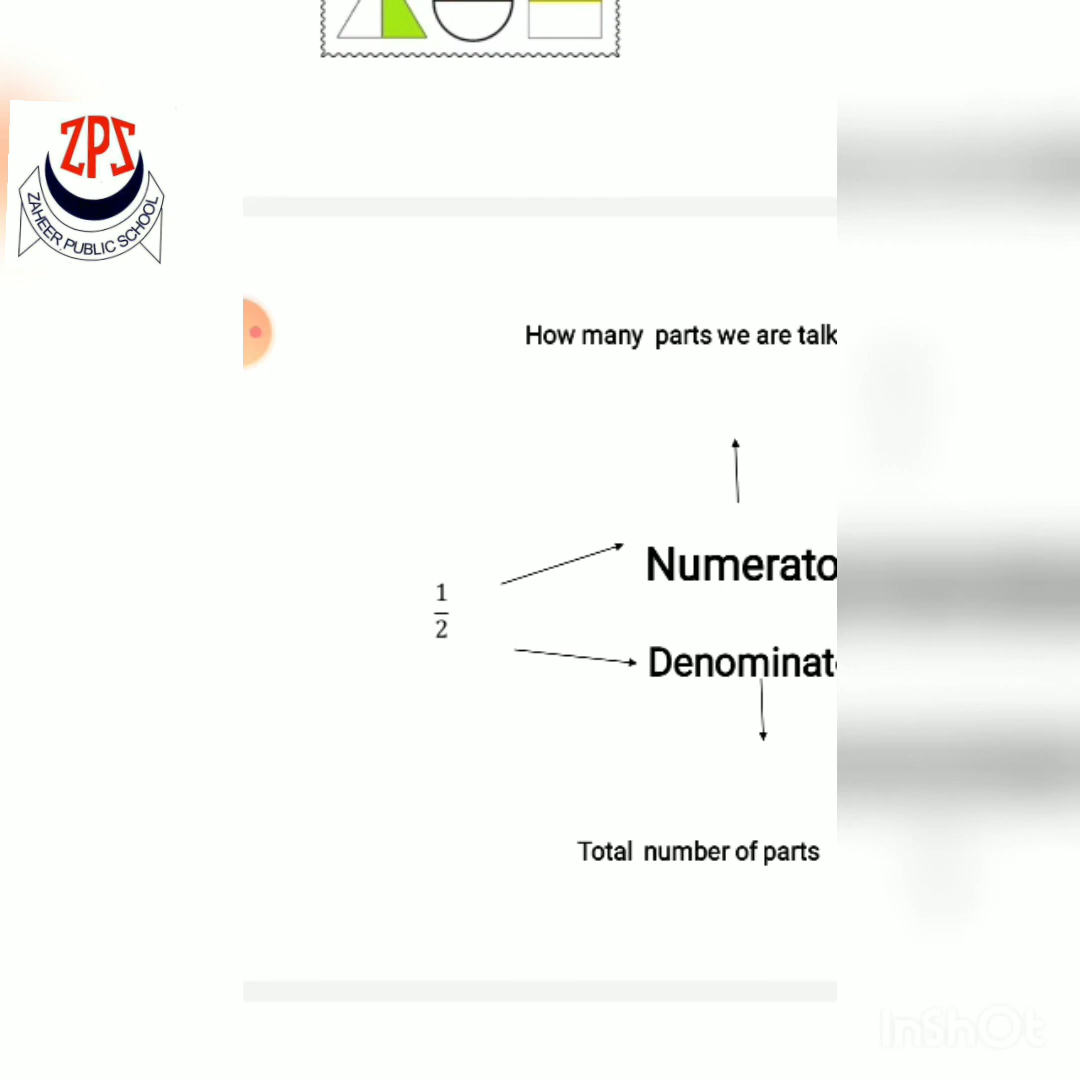 ZPS
ZAHEER PUBLIC SCHOOL
How many parts we are talk
Numerato
1
2
Denominat
Total number of parts
InShOt